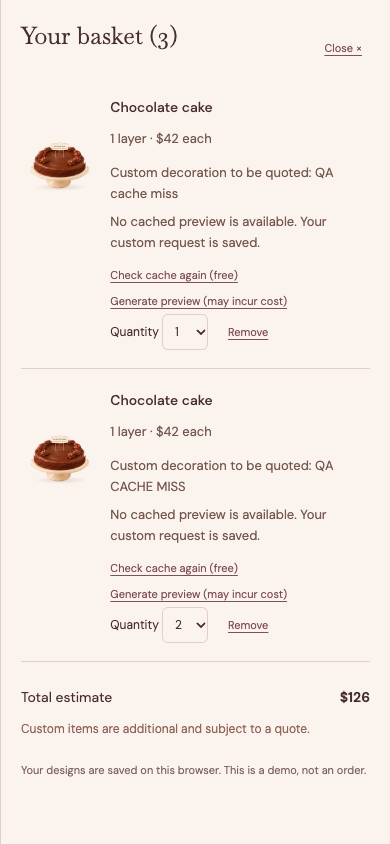 Your basket (3)
Close ×
Chocolate cake
1 layer · $42 each
Custom decoration to be quoted: QA
cache miss
No cached preview is available. Your
custom request is saved.
Check cache again (free)
Generate preview (may incur cost)
Quantity 1 Remove
Chocolate cake
1 layer · $42 each
Custom decoration to be quoted: QA
CACHE MISS
No cached preview is available. Your
custom request is saved.
Check cache again (free)
Generate preview (may incur cost)
Quantity 2 Remove
Total estimate $126
Custom items are additional and subject to a quote.
Your designs are saved on this browser. This is a demo, not an order.